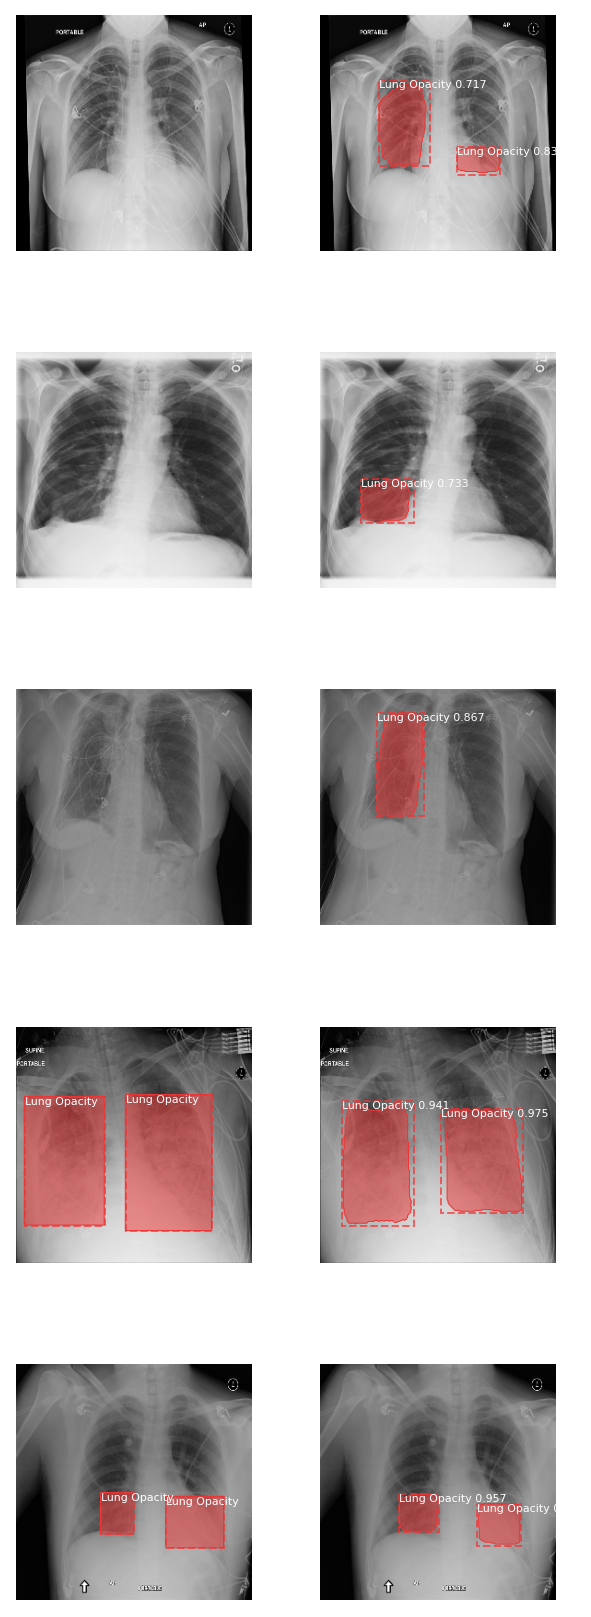 PORTABLE
AP
L
PORTABLE
AP
L
Lung Opacity 0.717
Lung Opacity 0.83
Lung Opacity 0.733
Lung Opacity 0.867
SUPINE
PORTABLE
Lung Opacity
Lung Opacity
SUPINE
PORTABLE
Lung Opacity 0.941
Lung Opacity 0.975
Lung Opacity
Lung Opacity
Lung Opacity 0.957
Lung Opacity 0